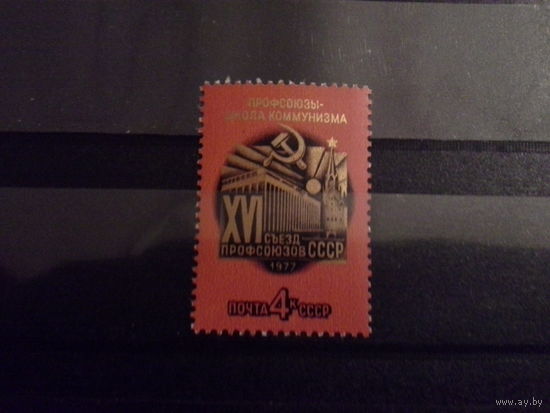 ПРОФСОЮЗЫ-
ШКОЛА КОММУНИЗМА
XVI СЪЕЗД
ПРОФСОЮЗОВ СССР
1977
ПОЧТА 4К СССР
www.ay.by